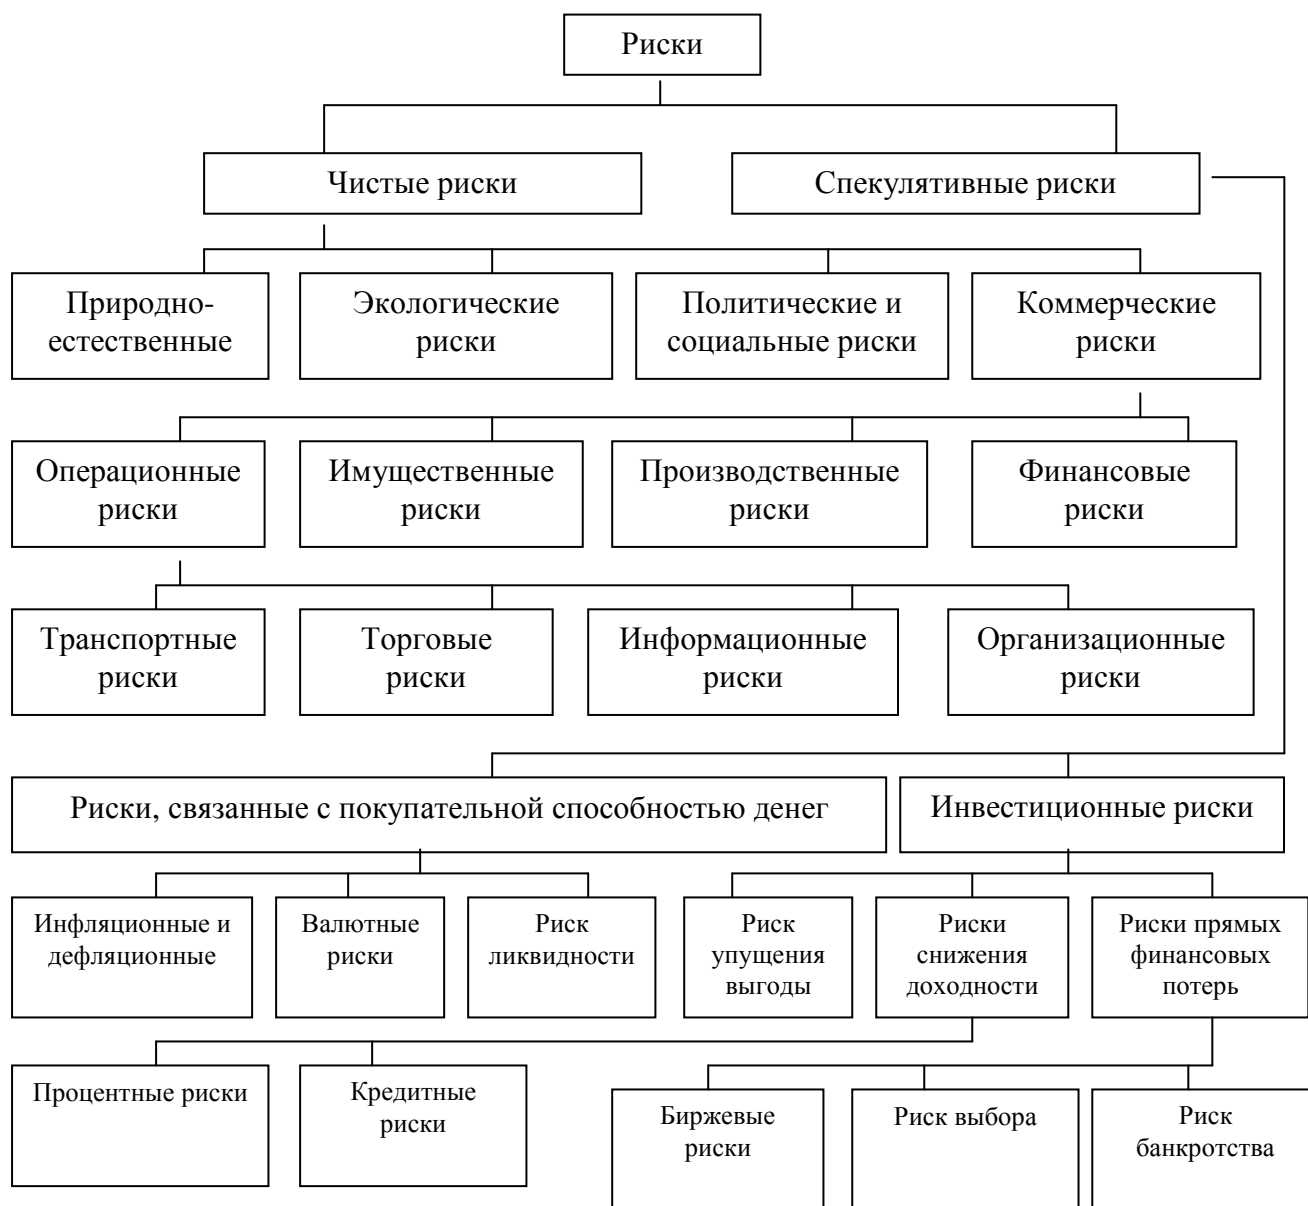 Риски
Чистые риски
Спекулятивные риски
Природно-
естественные
Экологические
риски
Политические и
социальные риски
Коммерческие
риски
Операционные
риски
Имущественные
риски
Производственные
риски
Финансовые
риски
Транспортные
риски
Торговые
риски
Информационные
риски
Организационные
риски
Риски, связанные с покупательной способностью денег
Инвестиционные риски
Инфляционные и
дефляционные
Валютные
риски
Риск
ликвидности
Риск
упущения
выгоды
Риски
снижения
доходности
Риски прямых
финансовых
потерь
Процентные риски
Кредитные
риски
Биржевые
риски
Риск выбора
Риск
банкротства